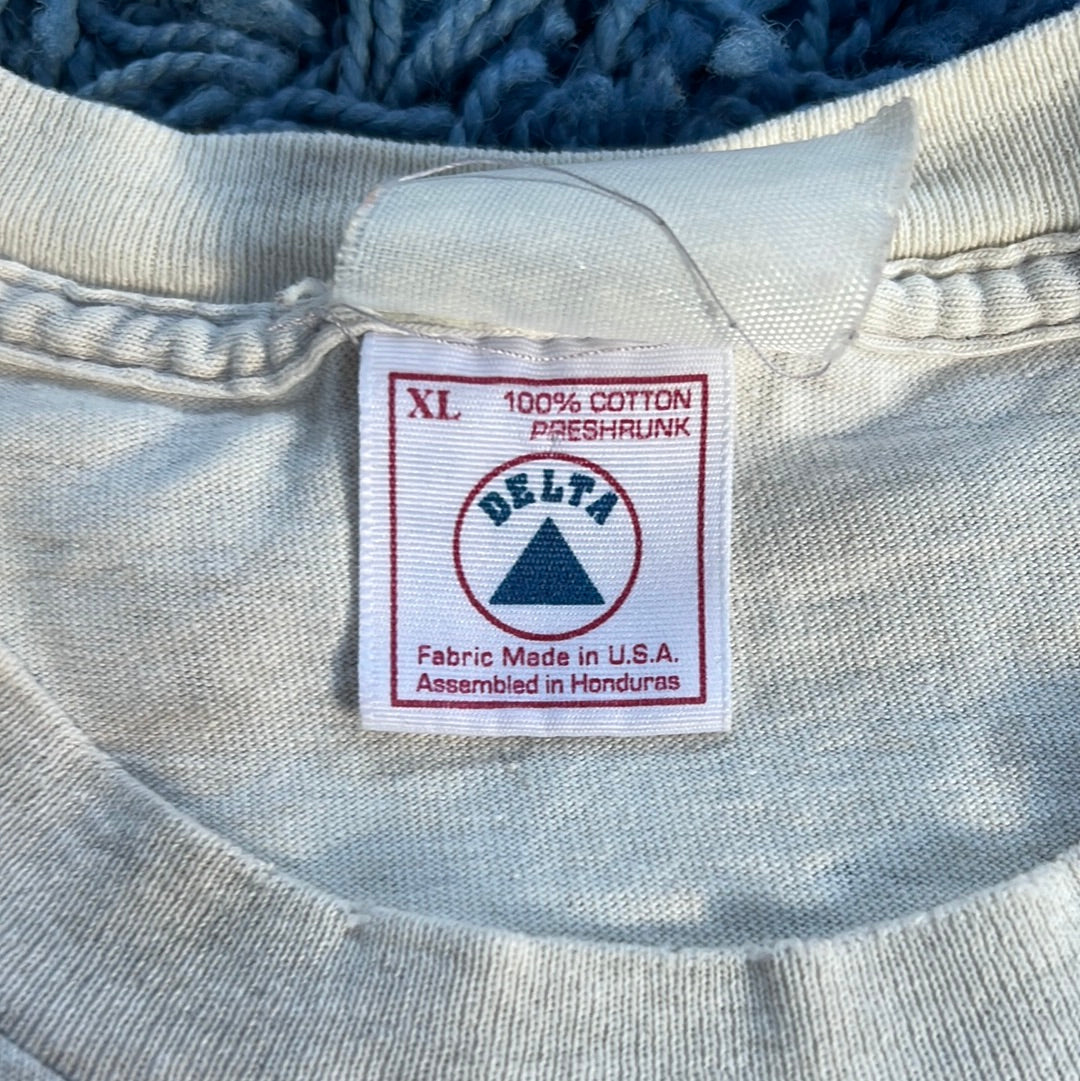 XL 100% COTTON
PRESHRUNK
DELTA
Fabric Made in U.S.A.
Assembled in Honduras